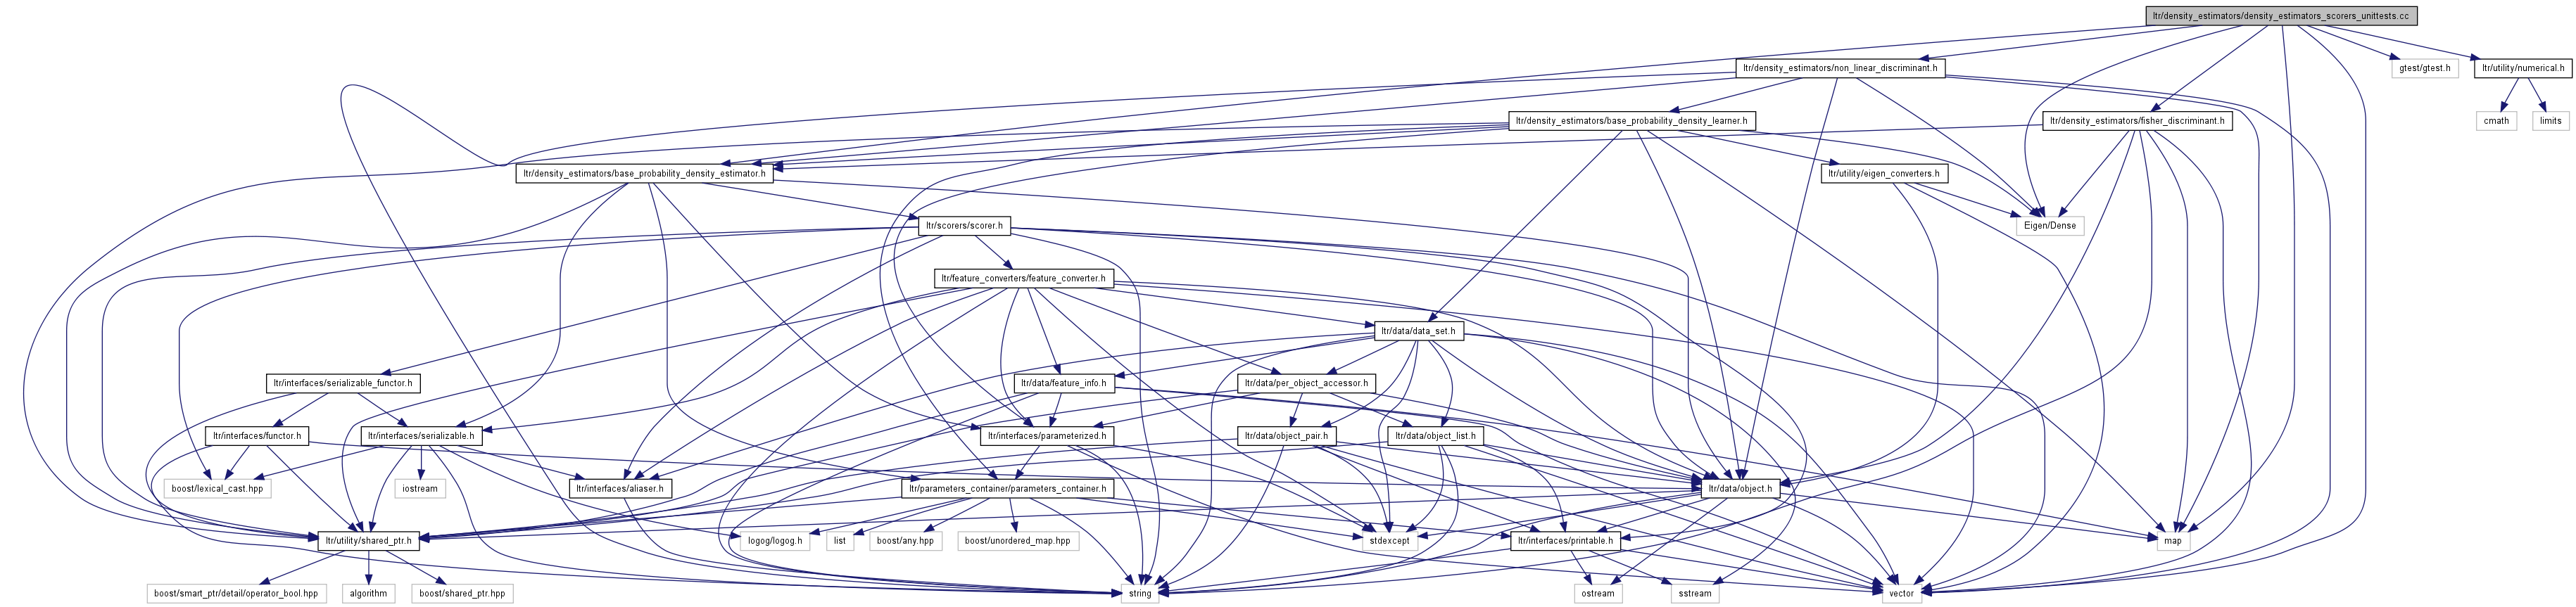 ltr/density_estimators/density_estimators_scorers_unittests.cc
ltr/density_estimators/non_linear_discriminant.h
gtest/gtest.h
ltr/utility/numerical.h
ltr/density_estimators/base_probability_density_learner.h
ltr/density_estimators/fisher_discriminant.h
cmath
limits
ltr/density_estimators/base_probability_density_estimator.h
ltr/utility/eigen_converters.h
ltr/scorers/scorer.h
Eigen/Dense
ltr/feature_converters/feature_converter.h
ltr/data/data_set.h
ltr/interfaces/serializable_functor.h
ltr/data/feature_info.h
ltr/data/per_object_accessor.h
ltr/interfaces/functor.h
ltr/interfaces/serializable.h
ltr/interfaces/parameterized.h
ltr/data/object_pair.h
ltr/data/object_list.h
boost/lexical_cast.hpp
iostream
ltr/interfaces/aliaser.h
ltr/parameters_container/parameters_container.h
ltr/data/object.h
ltr/utility/shared_ptr.h
logog/logog.h
list
boost/any.hpp
boost/unordered_map.hpp
stdexcept
ltr/interfaces/printable.h
map
boost/smart_ptr/detail/operator_bool.hpp
algorithm
boost/shared_ptr.hpp
string
ostream
sstream
vector